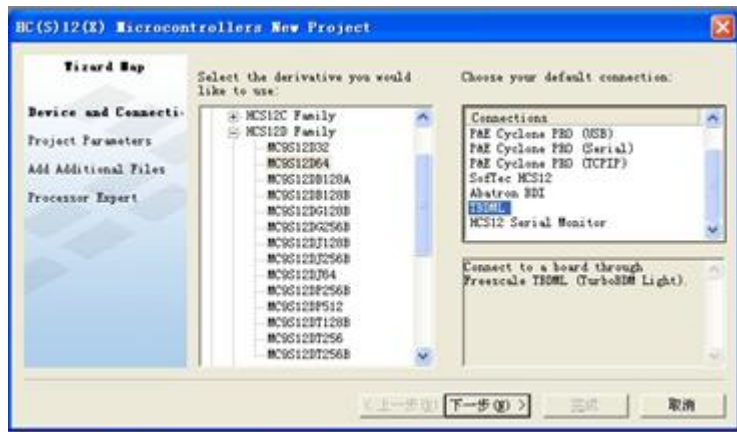 HC(S)12(X) Microcontrollers New Project
Wizard Map
Device and Connecti
Project Parameters
Add Additional Files
Processor Expert
Select the derivative you would
like to use:
HCS12C Family
HCS12D Family
MC9S12D32
MC9S12D64
MC9S12DB128A
MC9S12DB128B
MC9S12DG128B
MC9S12DG256B
MC9S12DJ128B
MC9S12DJ256B
MC9S12DJ64
MC9S12DP256B
MC9S12DP512
MC9S12DT128B
MC9S12DT256
MC9S12DT256B
Choose your default connection:
Connections
P&E Cyclone PRO (USB)
P&E Cyclone PRO (Serial)
P&E Cyclone PRO (TCPIP)
SofTec HCS12
Abatron BDI
TBDML
HCS12 Serial Monitor
Connect to a board through
Freescale TBDML (TurboBDM Light).
<上一步(B)
下一步(N) >
完成
取消